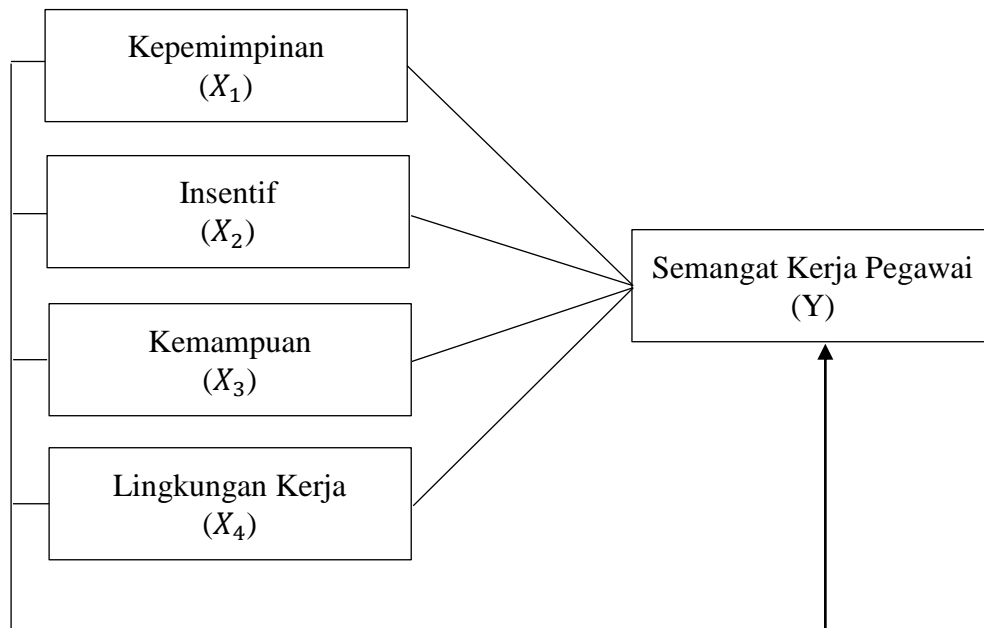 Kepemimpinan
(𝑋₁)
Insentif
(𝑋₂)
Kemampuan
(𝑋₃)
Lingkungan Kerja
(𝑋₄)
Semangat Kerja Pegawai
(Y)